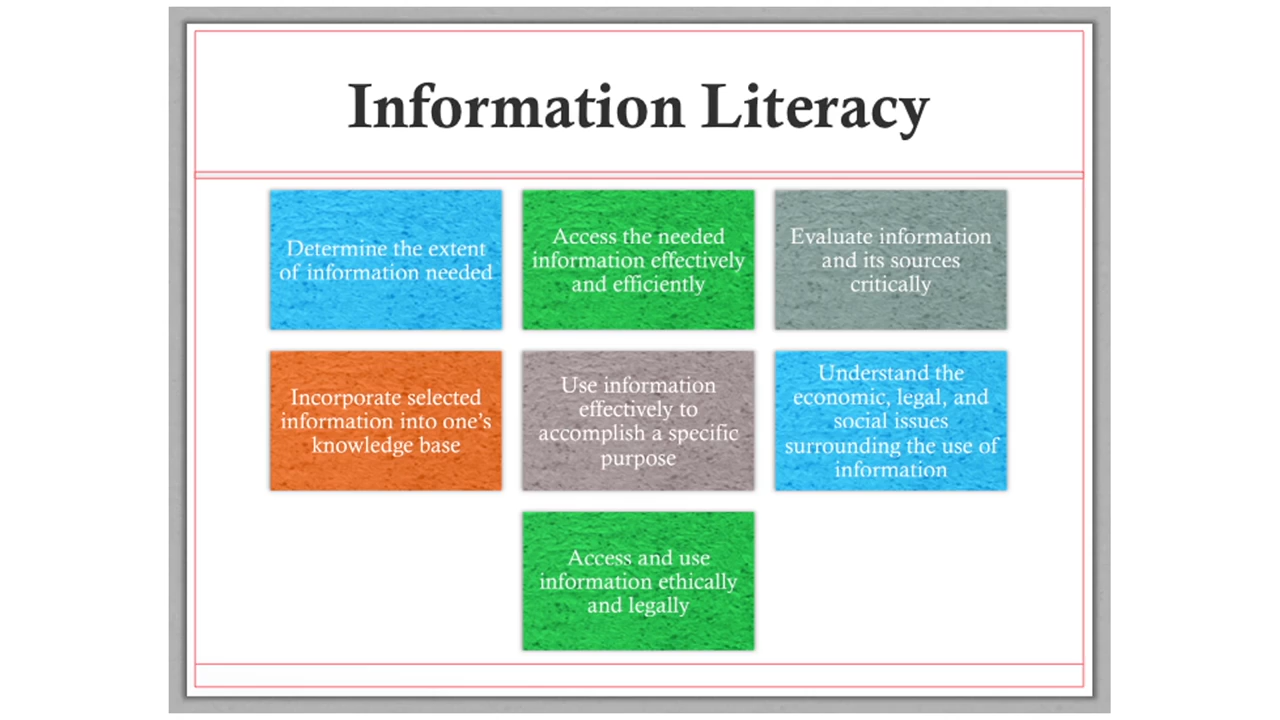 Information Literacy
Determine the extent
of information needed
Access the needed
information effectively
and efficiently
Evaluate information
and its sources
critically
Incorporate selected
information into one’s
knowledge base
Use information
effectively to
accomplish a specific
purpose
Understand the
economic, legal, and
social issues
surrounding the use of
information
Access and use
information ethically
and legally